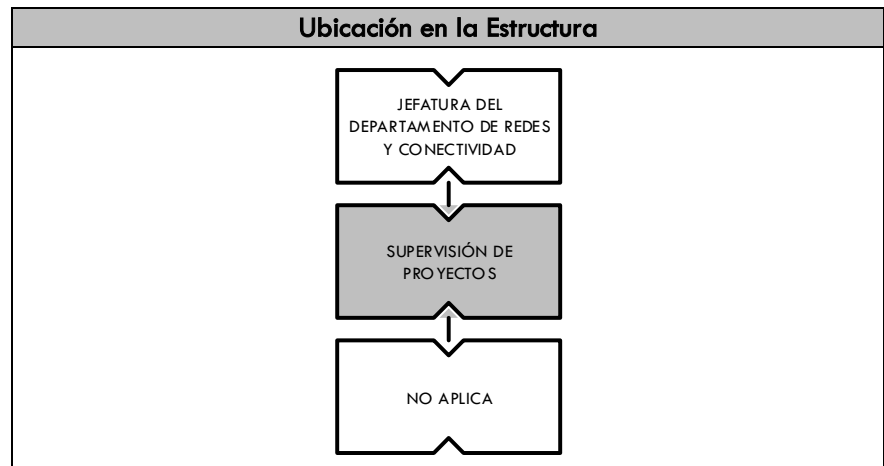 Ubicación en la Estructura
JEFATURA DEL
DEPARTAMENTO DE REDES
Y CONECTIVIDAD
SUPERVISIÓN DE
PROYECTOS
NO APLICA